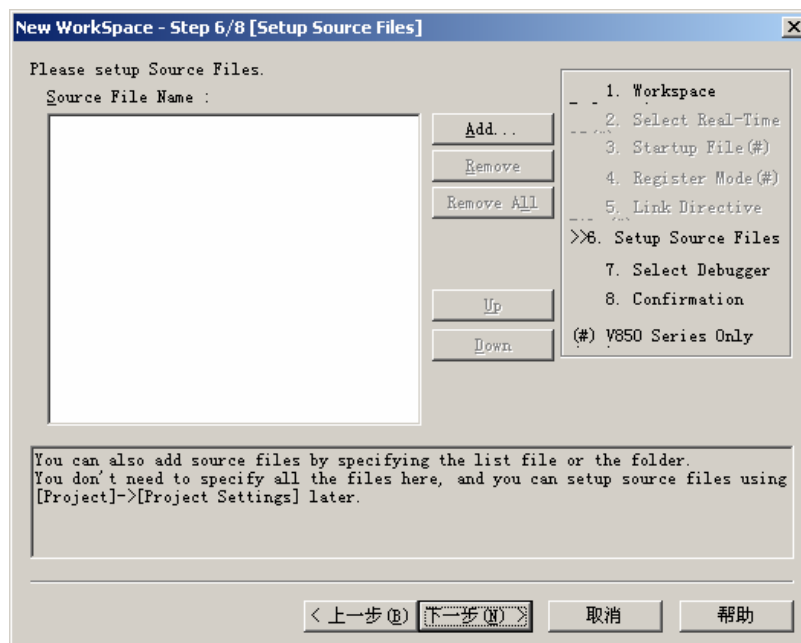 New WorkSpace - Step 6/8 [Setup Source Files]
Please setup Source Files.
Source File Name :
Add...
Remove
Remove All
Up
Down
1. Workspace
2. Select Real-Time
3. Startup File(#)
4. Register Mode(#)
5. Link Directive
>>6. Setup Source Files
7. Select Debugger
8. Confirmation
(#) V850 Series Only
You can also add source files by specifying the list file or the folder.
You don't need to specify all the files here, and you can setup source files using
[Project]->[Project Settings] later.
< 上一步(B)
下一步(N) >
取消
帮助